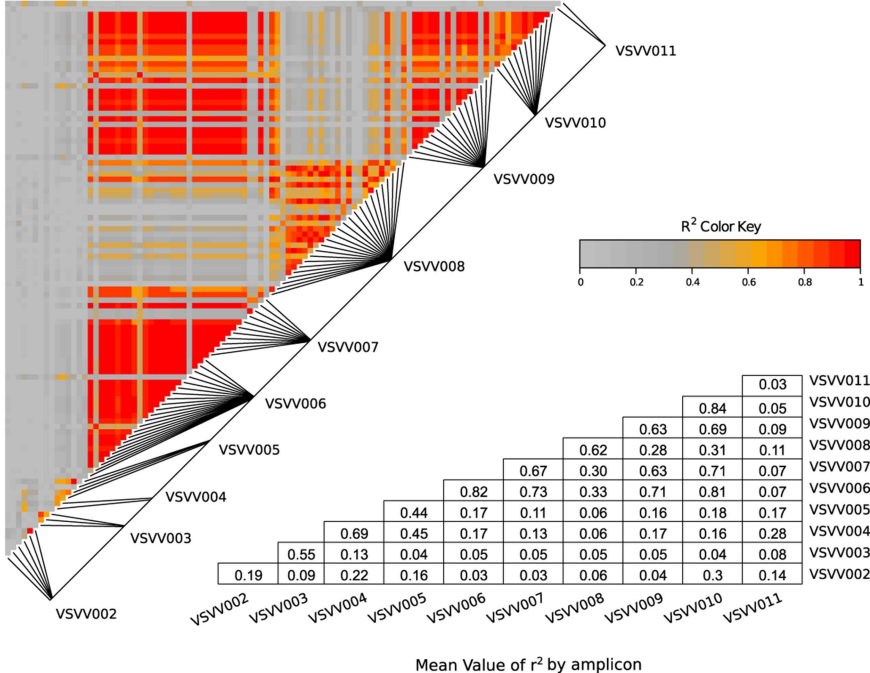 VSVV011
VSVV010
VSVV009
VSVV008
VSVV007
VSVV006
VSVV005
VSVV004
VSVV003
VSVV002
R² Color Key
0 0.2 0.4 0.6 0.8 1
0.03 VSVV011
0.84 0.05 VSVV010
0.63 0.69 0.09 VSVV009
0.62 0.28 0.31 0.11 VSVV008
0.67 0.30 0.63 0.71 0.07 VSVV007
0.82 0.73 0.33 0.71 0.81 0.07 VSVV006
0.44 0.17 0.11 0.06 0.16 0.18 0.17 VSVV005
0.69 0.45 0.17 0.13 0.06 0.17 0.16 0.28 VSVV004
0.55 0.13 0.04 0.05 0.05 0.05 0.05 0.04 0.08 VSVV003
0.19 0.09 0.22 0.16 0.03 0.03 0.06 0.04 0.3 0.14 VSVV002
VSVV002 VSVV003 VSVV004 VSVV005 VSVV006 VSVV007 VSVV008 VSVV009 VSVV010 VSVV011
Mean Value of r² by amplicon